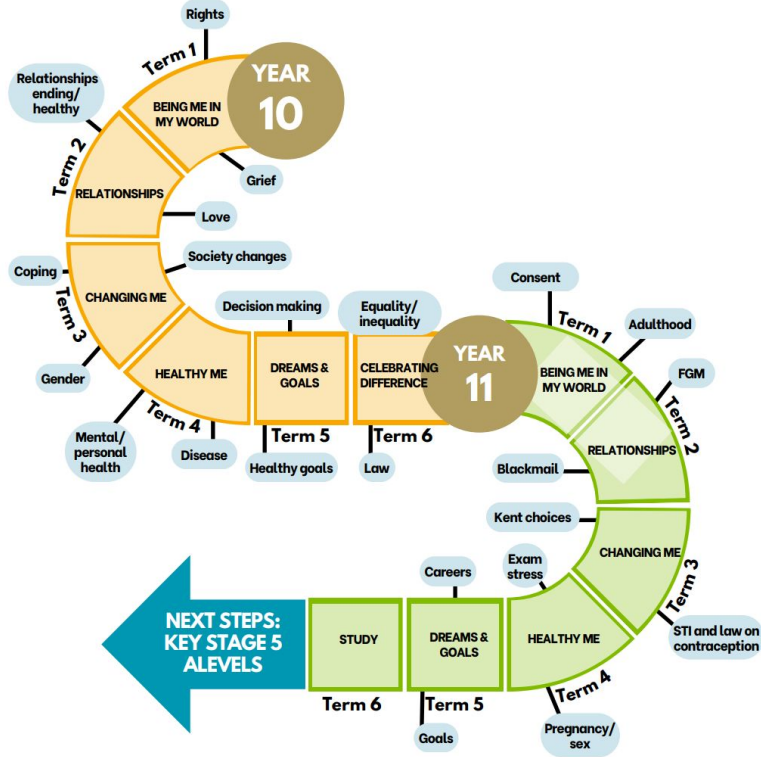 YEAR
10
Term 1
BEING ME IN
MY WORLD
Rights
Grief
Term 2
RELATIONSHIPS
Relationships
ending/
healthy
Love
Term 3
CHANGING ME
Coping
Society changes
Gender
Term 4
HEALTHY ME
Mental/
personal
health
Disease
Term 5
DREAMS &
GOALS
Decision making
Healthy goals
Term 6
CELEBRATING
DIFFERENCE
Equality/
inequality
Law
YEAR
11
Term 1
BEING ME IN
MY WORLD
Consent
Adulthood
Term 2
RELATIONSHIPS
FGM
Blackmail
Term 3
CHANGING ME
Kent choices
STI and law on
contraception
Term 4
HEALTHY ME
Exam
stress
Pregnancy/
sex
Term 5
DREAMS &
GOALS
Careers
Goals
Term 6
STUDY
NEXT STEPS:
KEY STAGE 5
ALEVELS